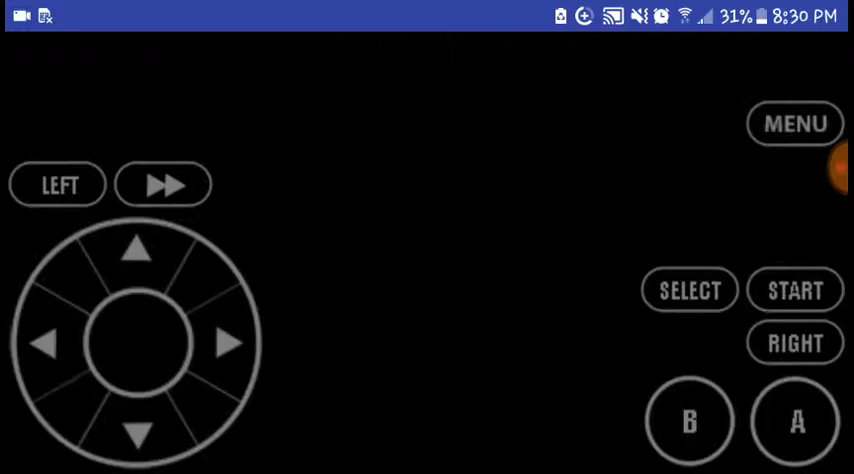 31% 8:30 PM
MENU
LEFT
SELECT START
RIGHT
B A